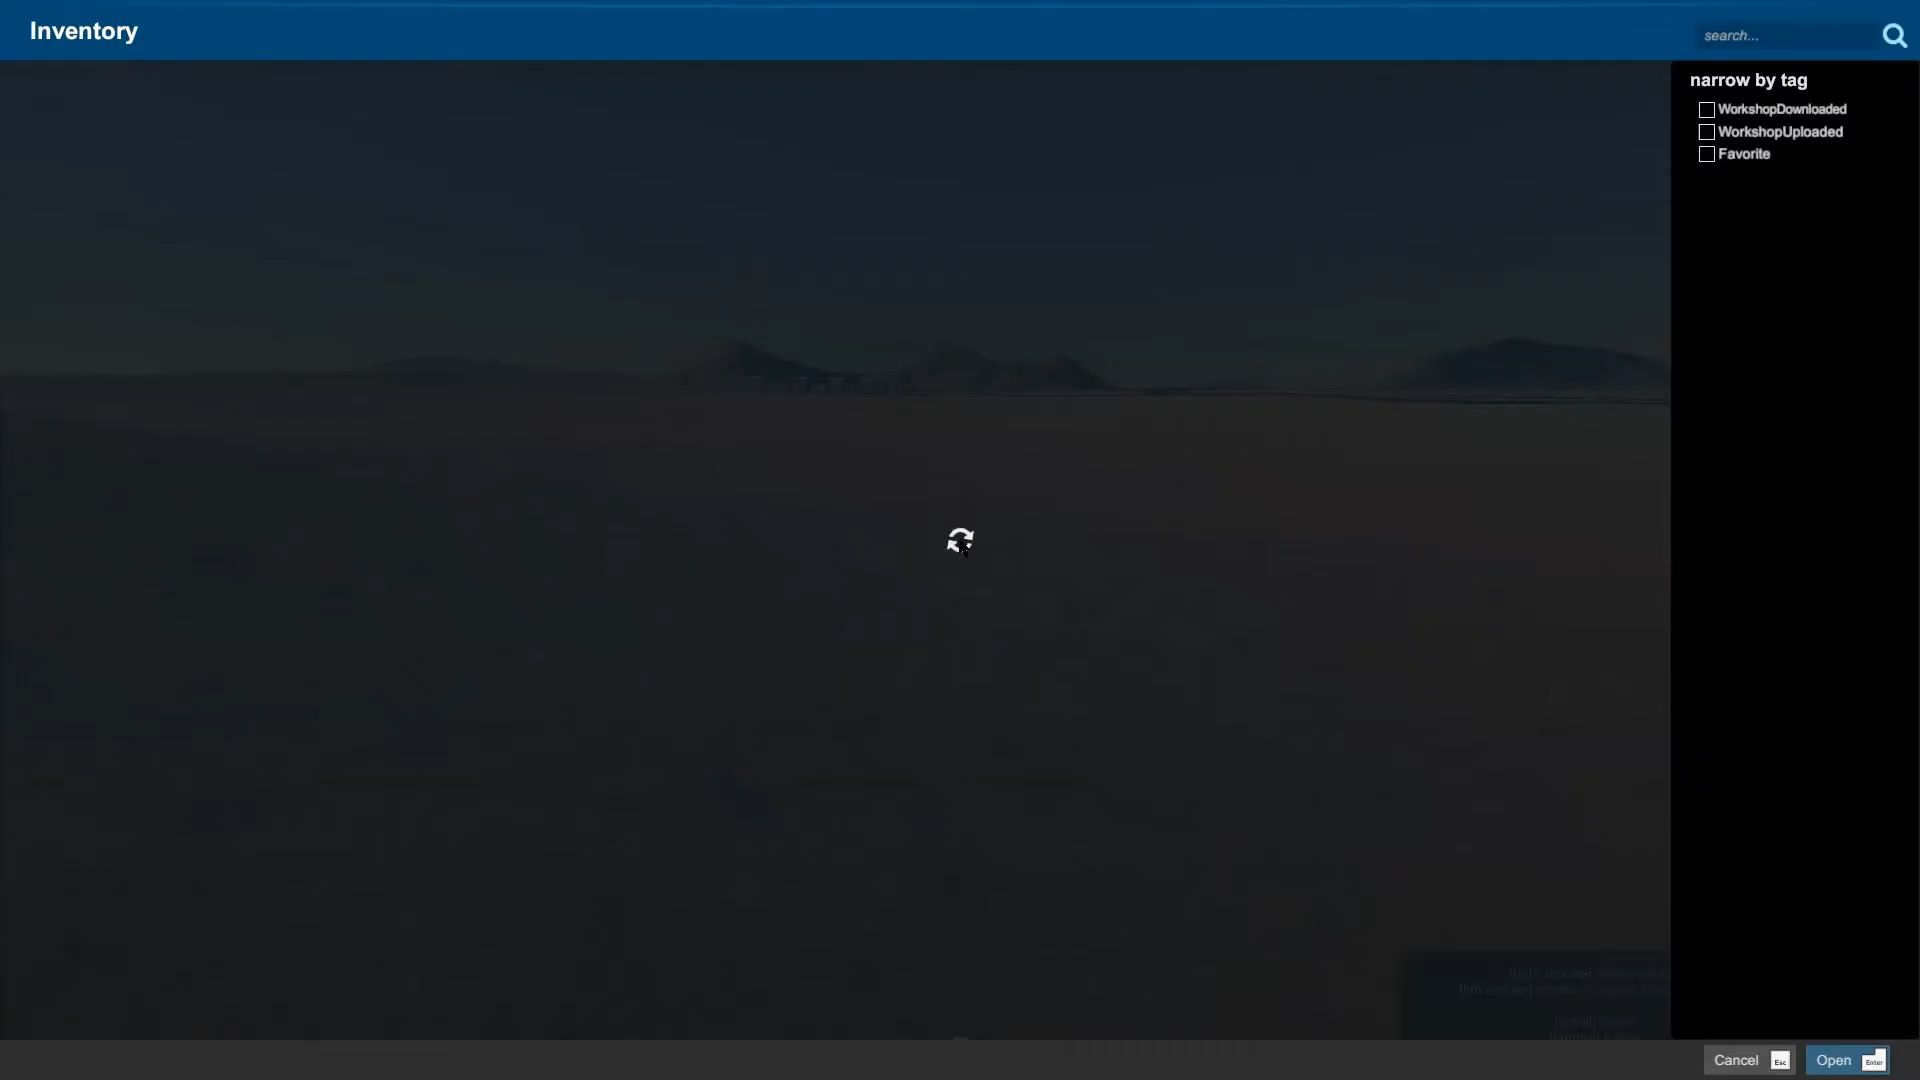 Inventory
search...
narrow by tag
WorkshopDownloaded
WorkshopUploaded
Favorite
Cancel Esc
Open Enter